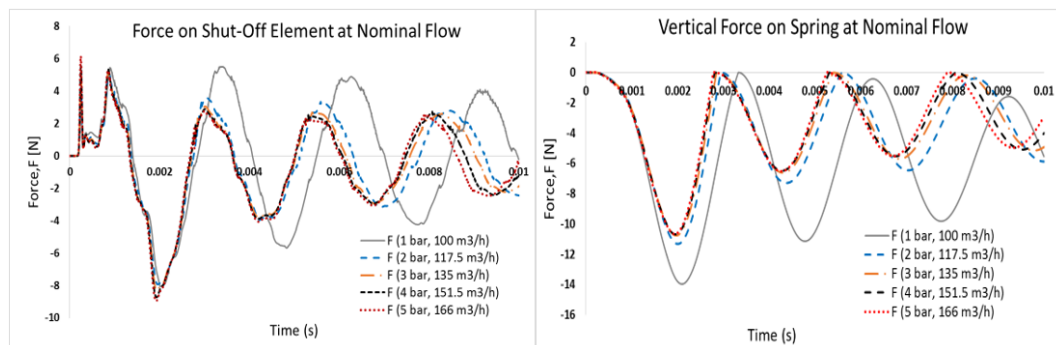 Force on Shut-Off Element at Nominal Flow
8
6
4
2
0
-2
-4
-6
-8
-10
0
0.002
0.004
0.006
0.008
0.01
Force,F [N]
Time (s)
F (1 bar, 100 m3/h)
F (2 bar, 117.5 m3/h)
F (3 bar, 135 m3/h)
F (4 bar, 151.5 m3/h)
F (5 bar, 166 m3/h)
Vertical Force on Spring at Nominal Flow
2
0
-2
-4
-6
-8
-10
-12
-14
-16
0
0.001
0.002
0.003
0.004
0.005
0.006
0.007
0.008
0.009
0.01
Force,F [N]
Time (s)
F (1 bar, 100 m3/h)
F (2 bar, 117.5 m3/h)
F (3 bar, 135 m3/h)
F (4 bar, 151.5 m3/h)
F (5 bar, 166 m3/h)